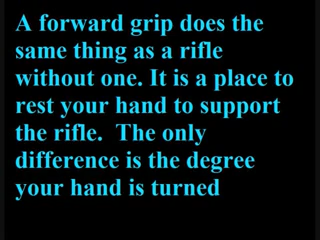 A forward grip does the
same thing as a rifle
without one. It is a place to
rest your hand to support
the rifle.  The only
difference is the degree
your hand is turned